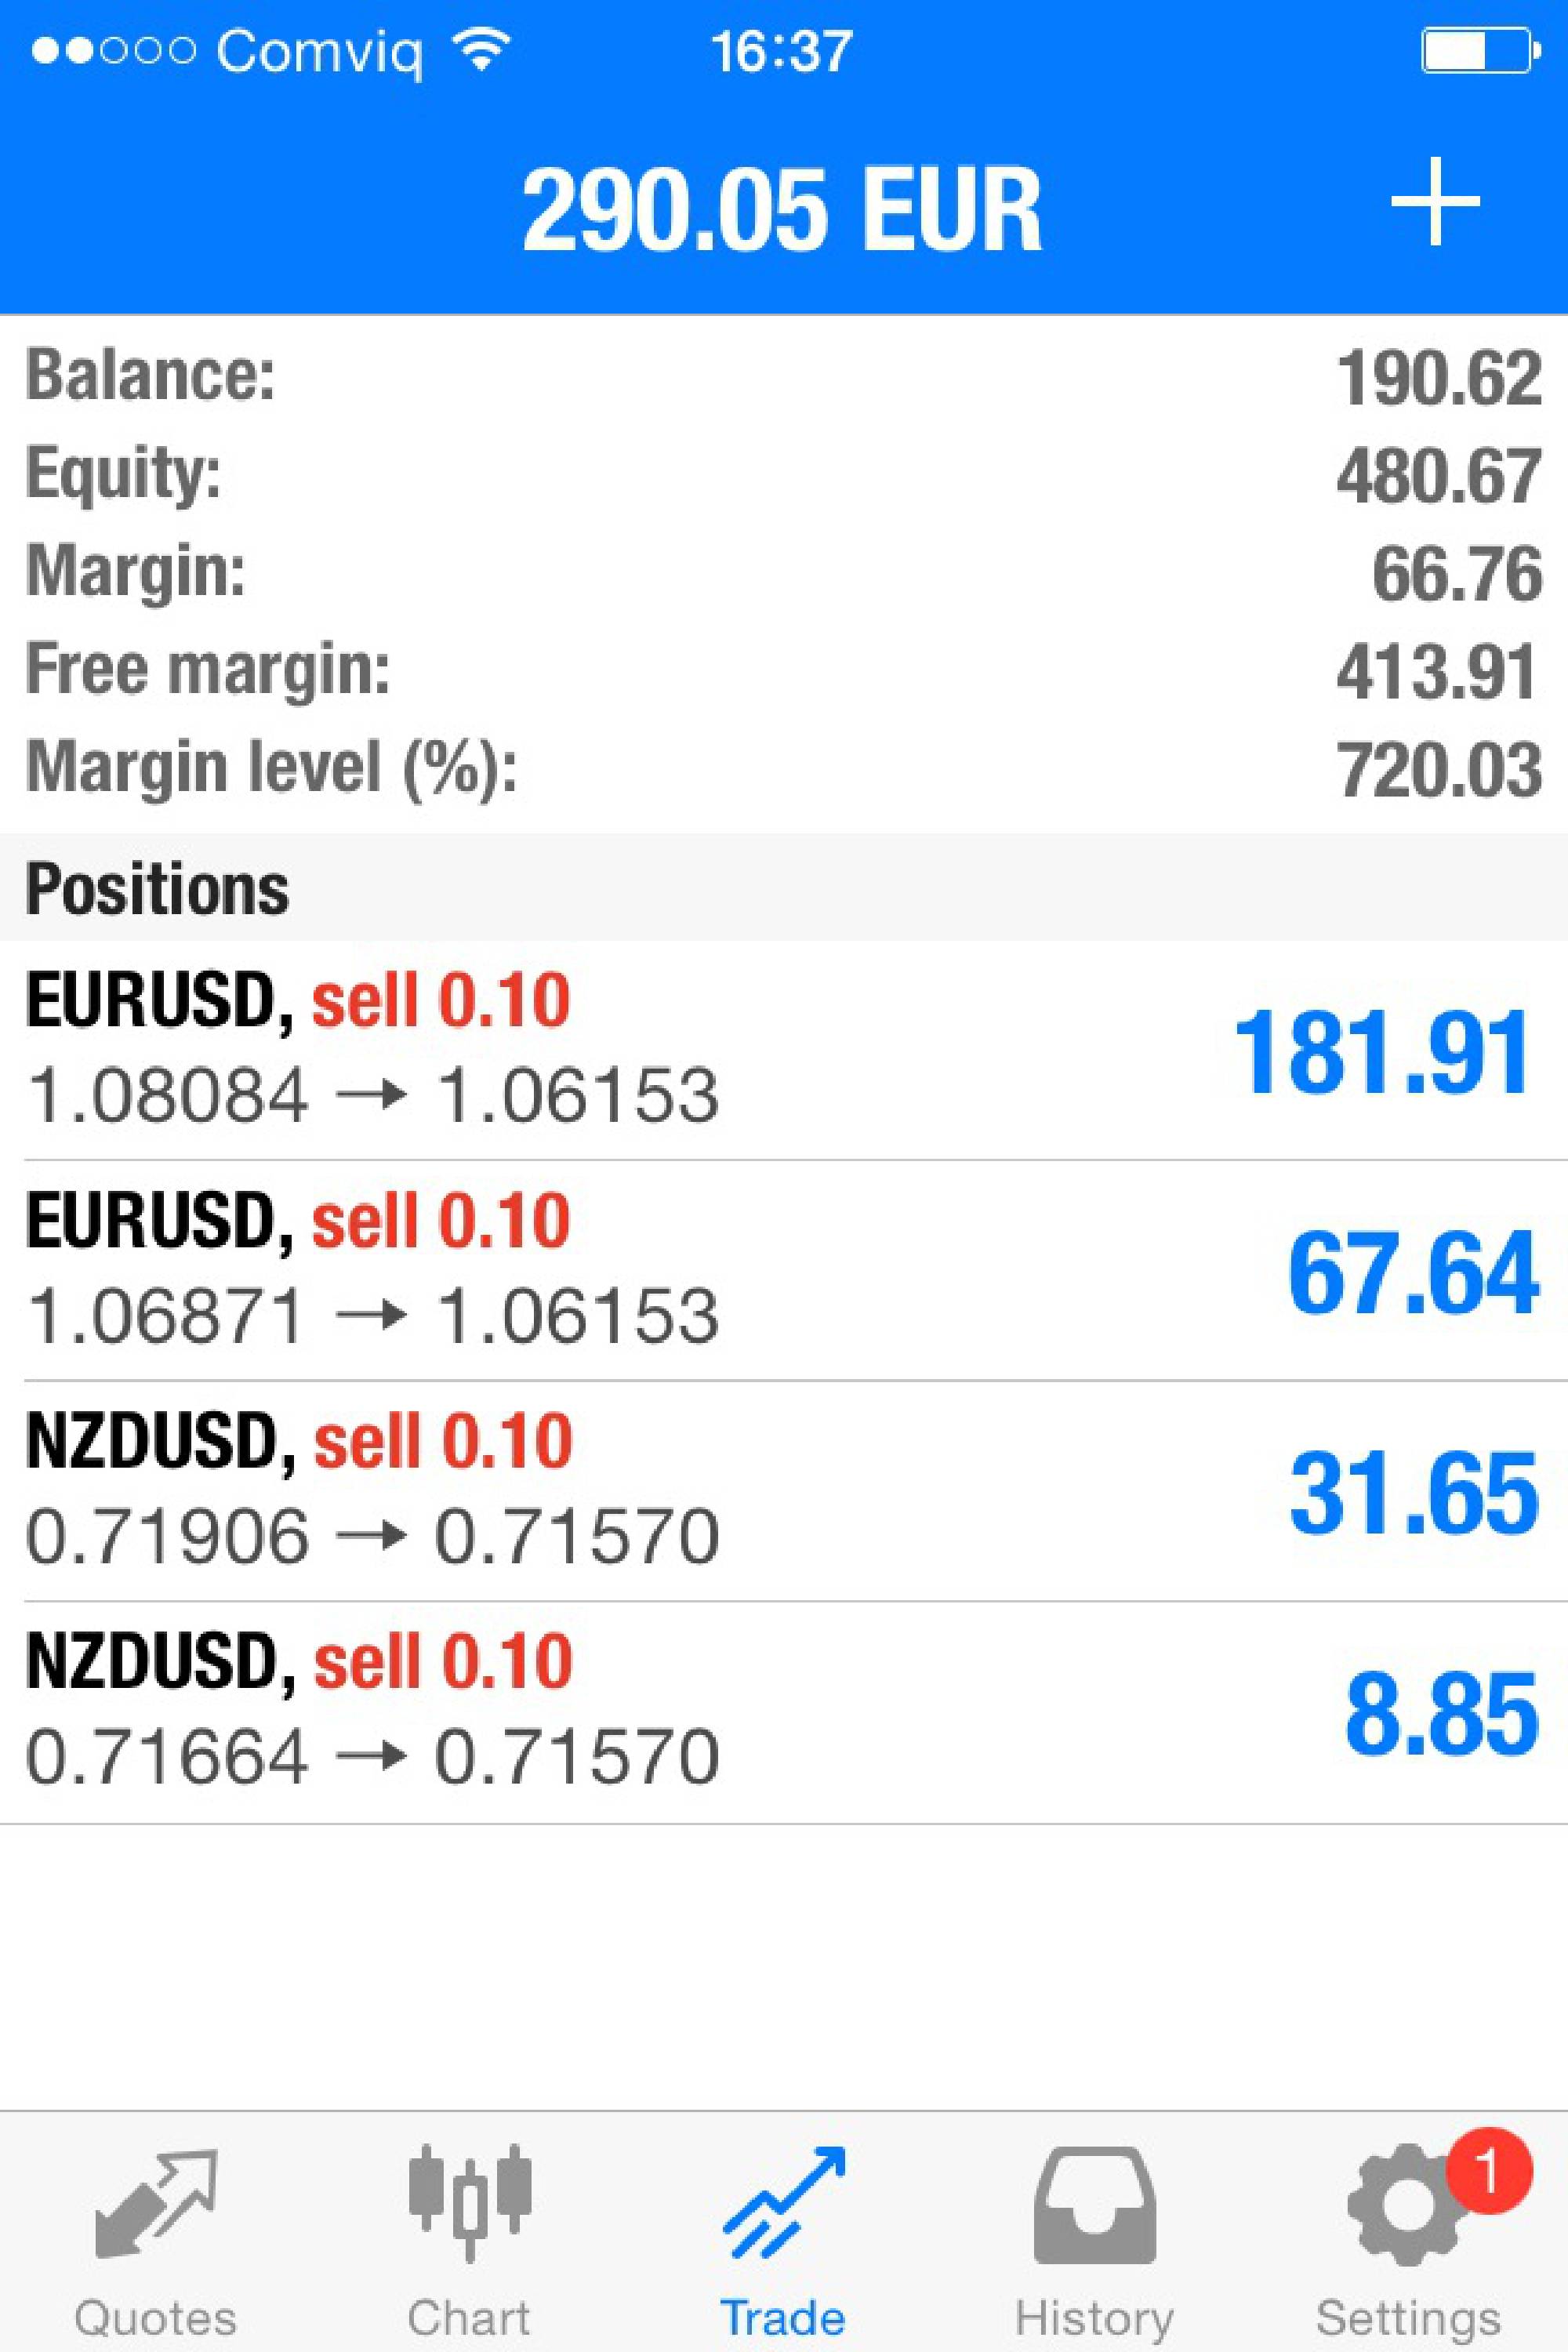 Comviq 16:37
290.05 EUR
Balance: 190.62
Equity: 480.67
Margin: 66.76
Free margin: 413.91
Margin level (%): 720.03
Positions
EURUSD, sell 0.10 181.91
1.08084 → 1.06153
EURUSD, sell 0.10 67.64
1.06871 → 1.06153
NZDUSD, sell 0.10 31.65
0.71906 → 0.71570
NZDUSD, sell 0.10 8.85
0.71664 → 0.71570
1
Quotes Chart Trade History Settings